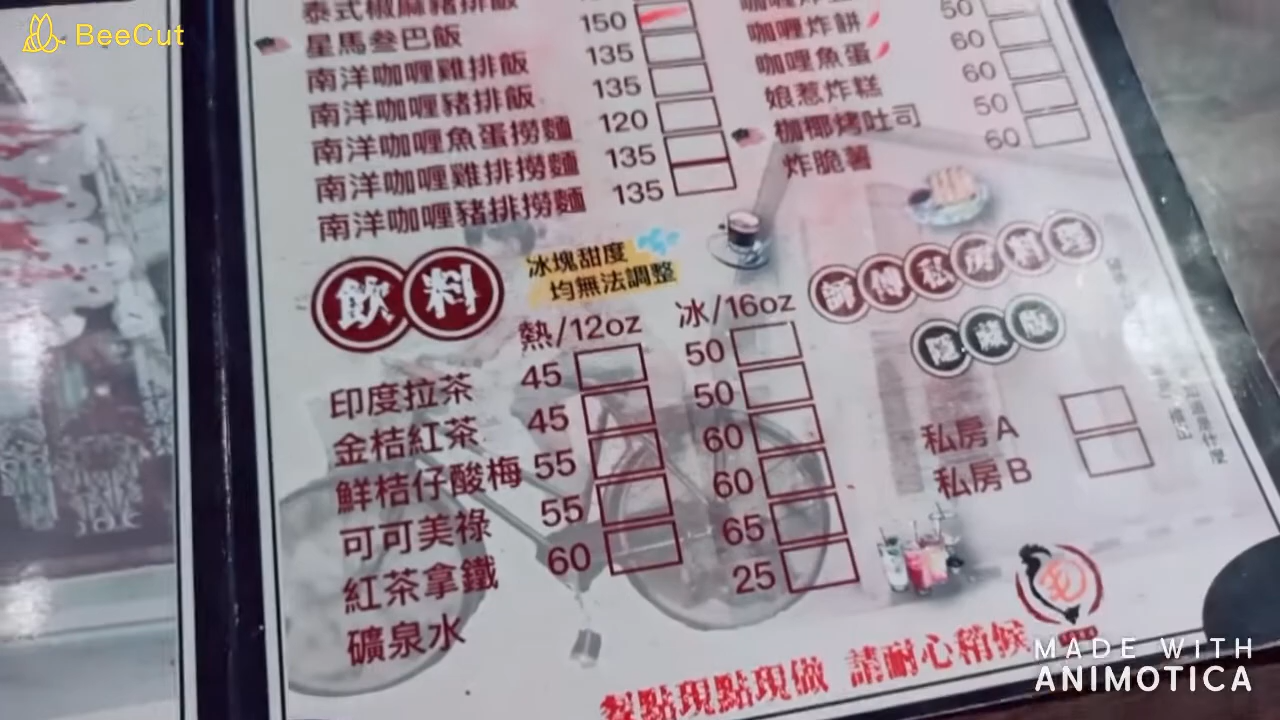 BeeCut
泰式椒麻豬排飯
星馬叁巴飯 150
南洋咖哩雞排飯 135
南洋咖哩豬排飯 135
南洋咖哩魚蛋撈麵 120
南洋咖哩雞排撈麵 135
南洋咖哩豬排撈麵 135
咖喱炸餅 50
咖哩魚蛋 60
娘惹炸糕 60
咖椰烤吐司 50
炸脆薯 60
飲料
冰塊甜度
均無法調整
熱/12oz 冰/16oz
印度拉茶 45 50
金桔紅茶 45 50
鮮桔仔酸梅 55 60
可可美祿 55 60
紅茶拿鐵 60 65
礦泉水 25
師傅私房料理
隱藏版
私房A
私房B
餐點現點現做 請耐心稍候
MADE WITH
ANIMOTICA